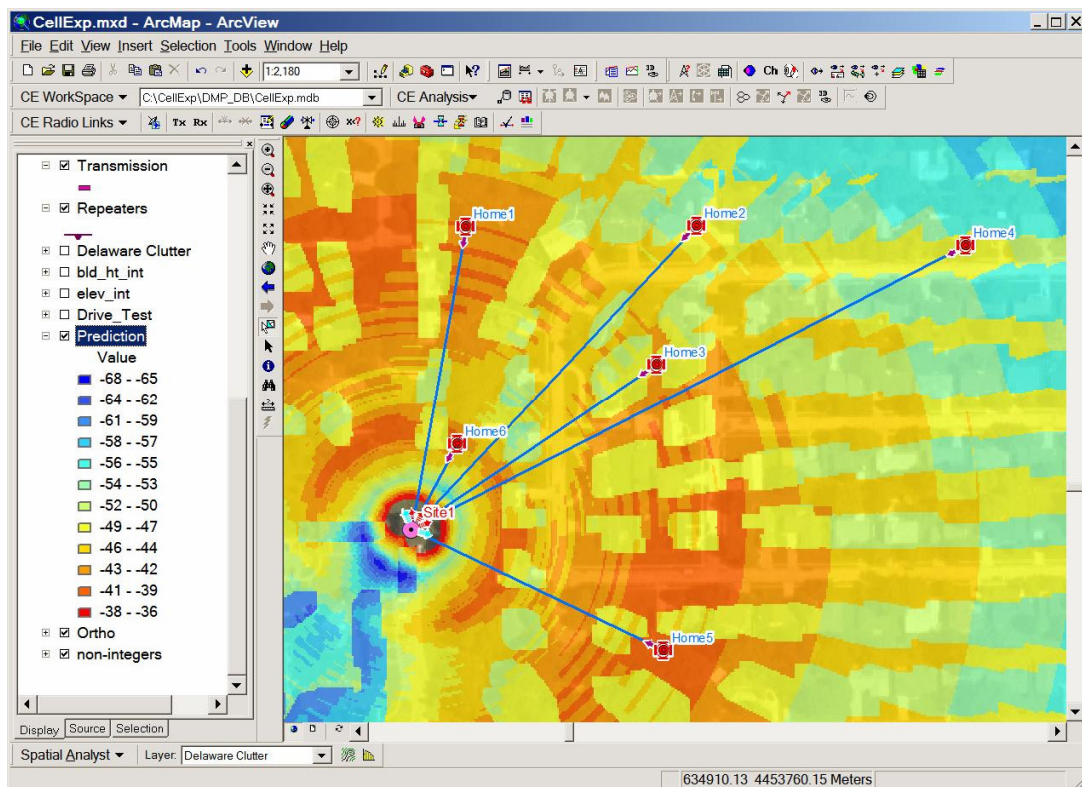 CellExp.mxd - ArcMap - ArcView
File Edit View Insert Selection Tools Window Help
1:2,180
Ch
CE WorkSpace
C:\CellExp\DMP_DB\CellExp.mdb
CE Analysis
CE Radio Links
Tx Rx
Transmission
Repeaters
Delaware Clutter
bld_ht_int
elev_int
Drive_Test
Prediction
Value
-68 - -65
-64 - -62
-61 - -59
-58 - -57
-56 - -55
-54 - -53
-52 - -50
-49 - -47
-46 - -44
-43 - -42
-41 - -39
-38 - -36
Ortho
non-integers
Display Source Selection
Home1
Home2
Home4
Home3
Home6
Site1
Home5
Spatial Analyst
Layer: Delaware Clutter
634910.13 4453760.15 Meters